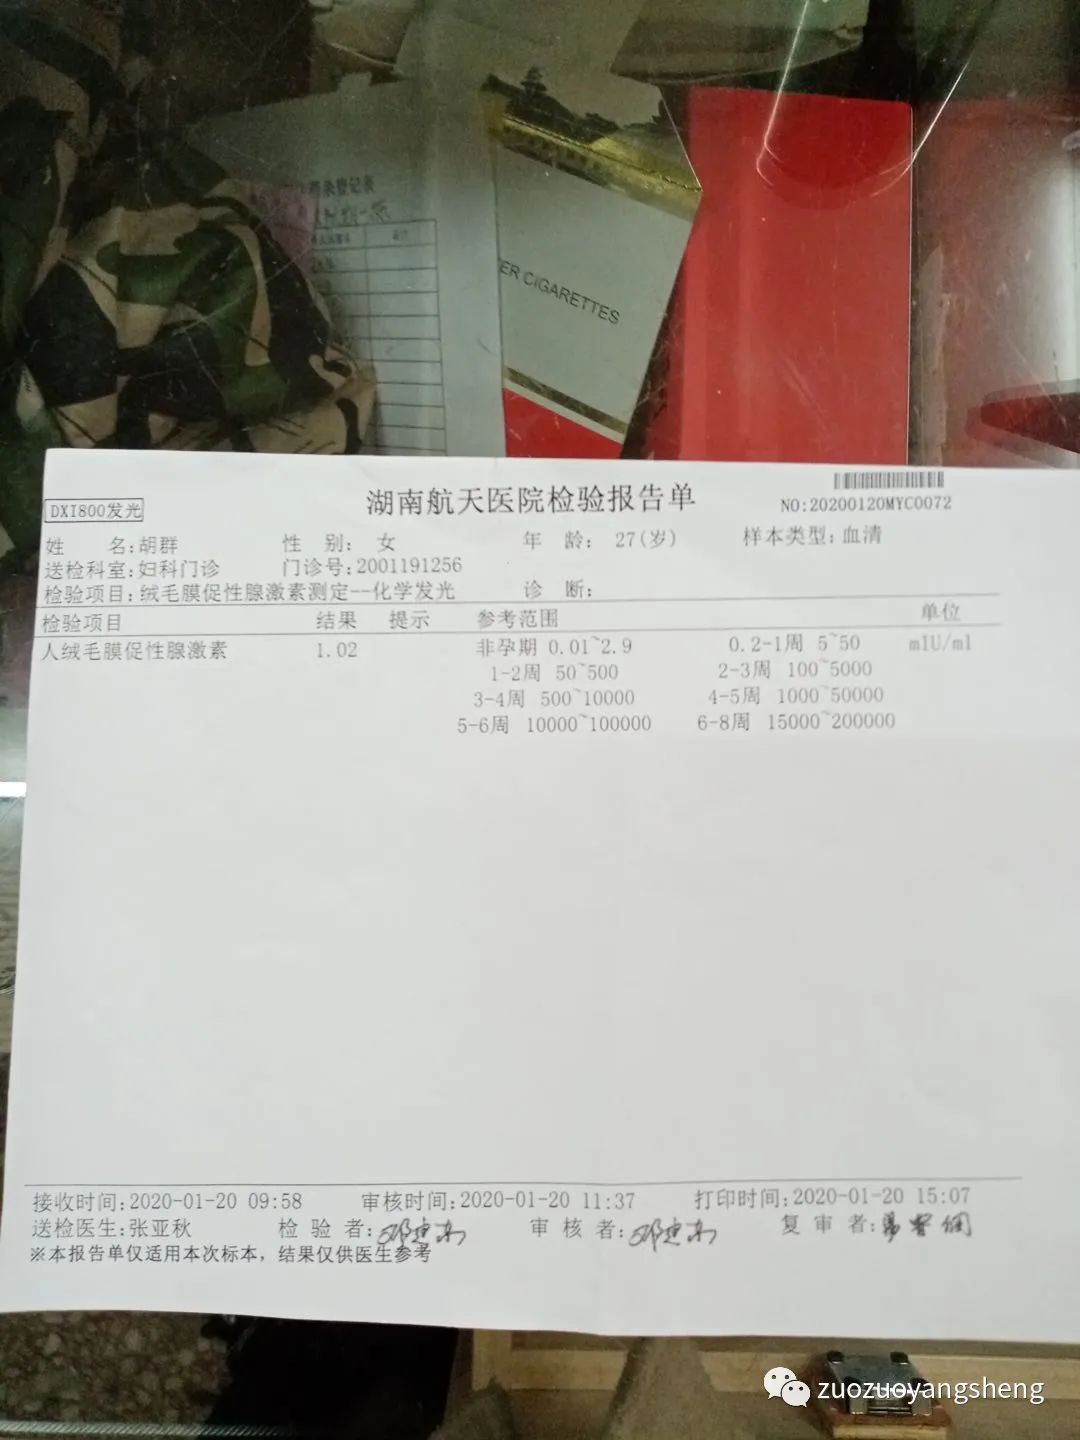 录登记表
ER CIGARETTES
DXI800发光
湖南航天医院检验报告单
NO:20200120MYC0072
姓 名:胡群 性 别: 女 年 龄: 27(岁) 样本类型:血清
送检科室:妇科门诊 门诊号:2001191256
检验项目:绒毛膜促性腺激素测定--化学发光 诊 断:
检验项目 结果 提示 参考范围 单位
人绒毛膜促性腺激素 1.02 非孕期 0.01~2.9 0.2-1周 5~50 mIU/ml
1-2周 50~500 2-3周 100~5000
3-4周 500~10000 4-5周 1000~50000
5-6周 10000~100000 6-8周 15000~200000
接收时间:2020-01-20 09:58 审核时间:2020-01-20 11:37 打印时间:2020-01-20 15:07
送检医生:张亚秋 检 验 者: 审 核 者: 复 审 者:
※本报告单仅适用本次标本,结果仅供医生参考
zuozuoyangsheng